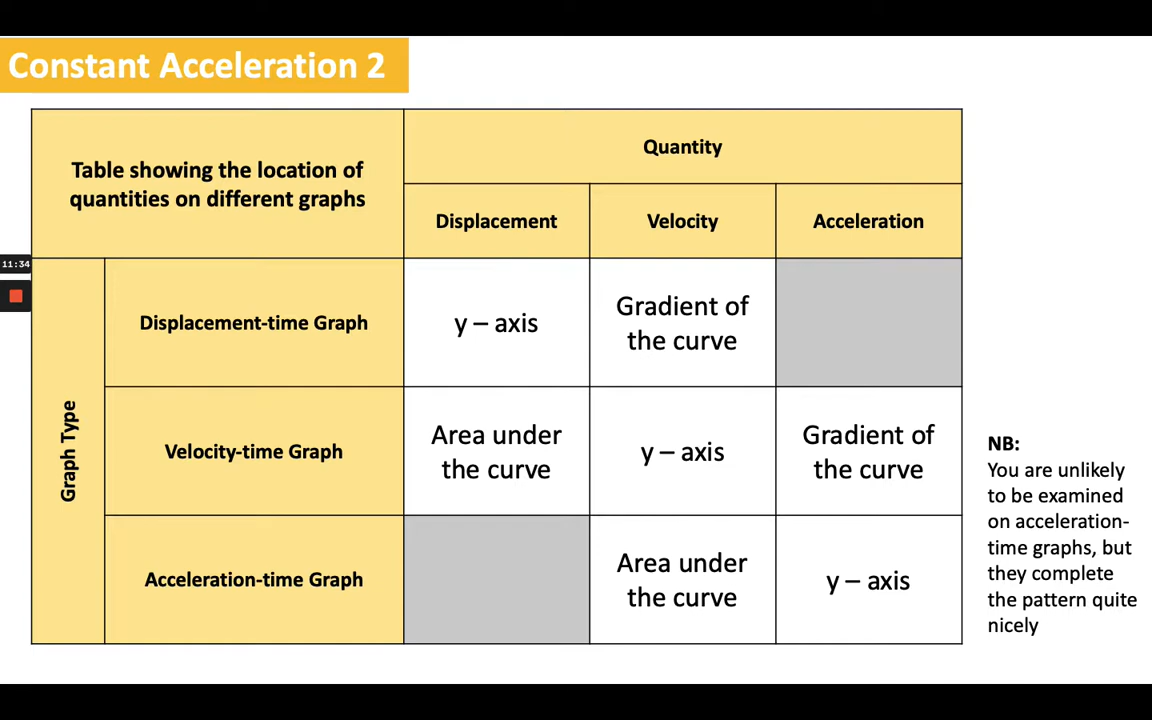 Constant Acceleration 2
Table showing the location of
quantities on different graphs
Quantity
Displacement
Velocity
Acceleration
11:34
Graph Type
Displacement-time Graph
y – axis
Gradient of
the curve
Velocity-time Graph
Area under
the curve
y – axis
Gradient of
the curve
Acceleration-time Graph
Area under
the curve
y – axis
NB:
You are unlikely
to be examined
on acceleration-
time graphs, but
they complete
the pattern quite
nicely